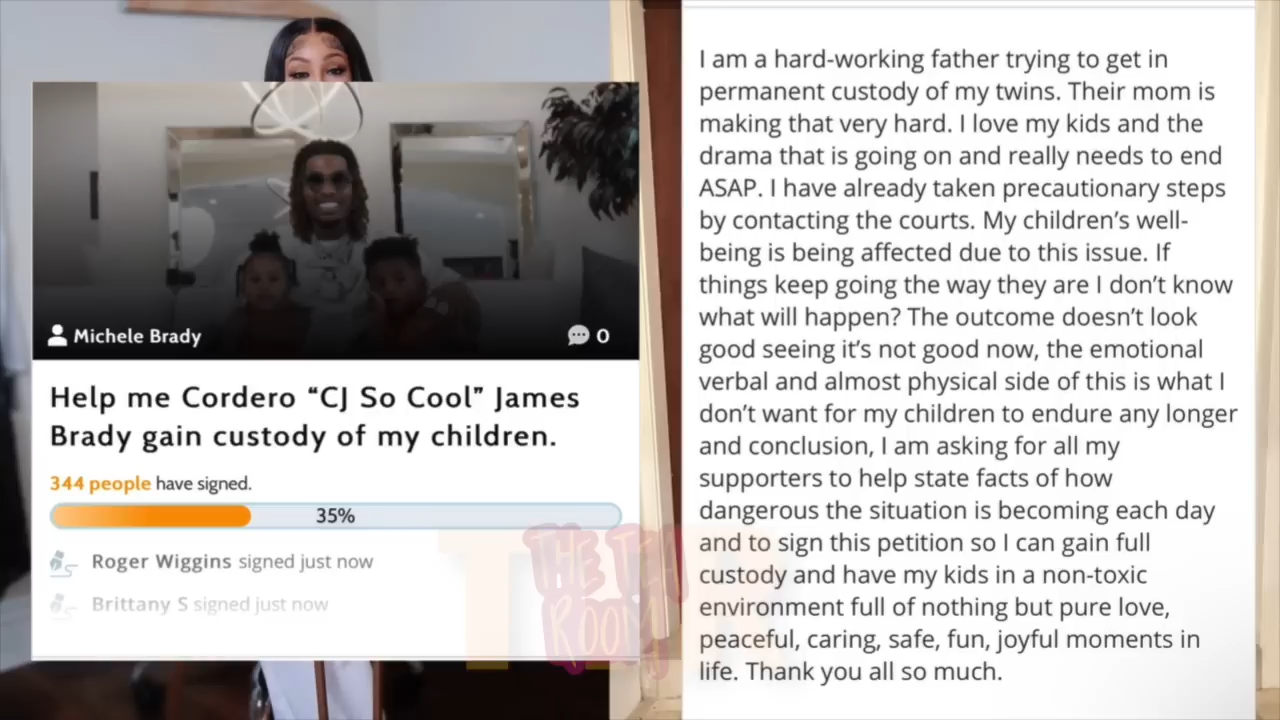 Michele Brady
0
Help me Cordero “CJ So Cool” James
Brady gain custody of my children.
344 people have signed.
35%
Roger Wiggins signed just now
Brittany S signed just now
I am a hard-working father trying to get in
permanent custody of my twins. Their mom is
making that very hard. I love my kids and the
drama that is going on and really needs to end
ASAP. I have already taken precautionary steps
by contacting the courts. My children’s well-
being is being affected due to this issue. If
things keep going the way they are I don’t know
what will happen? The outcome doesn’t look
good seeing it’s not good now, the emotional
verbal and almost physical side of this is what I
don’t want for my children to endure any longer
and conclusion, I am asking for all my
supporters to help state facts of how
dangerous the situation is becoming each day
and to sign this petition so I can gain full
custody and have my kids in a non-toxic
environment full of nothing but pure love,
peaceful, caring, safe, fun, joyful moments in
life. Thank you all so much.
THE TEA
ROOM